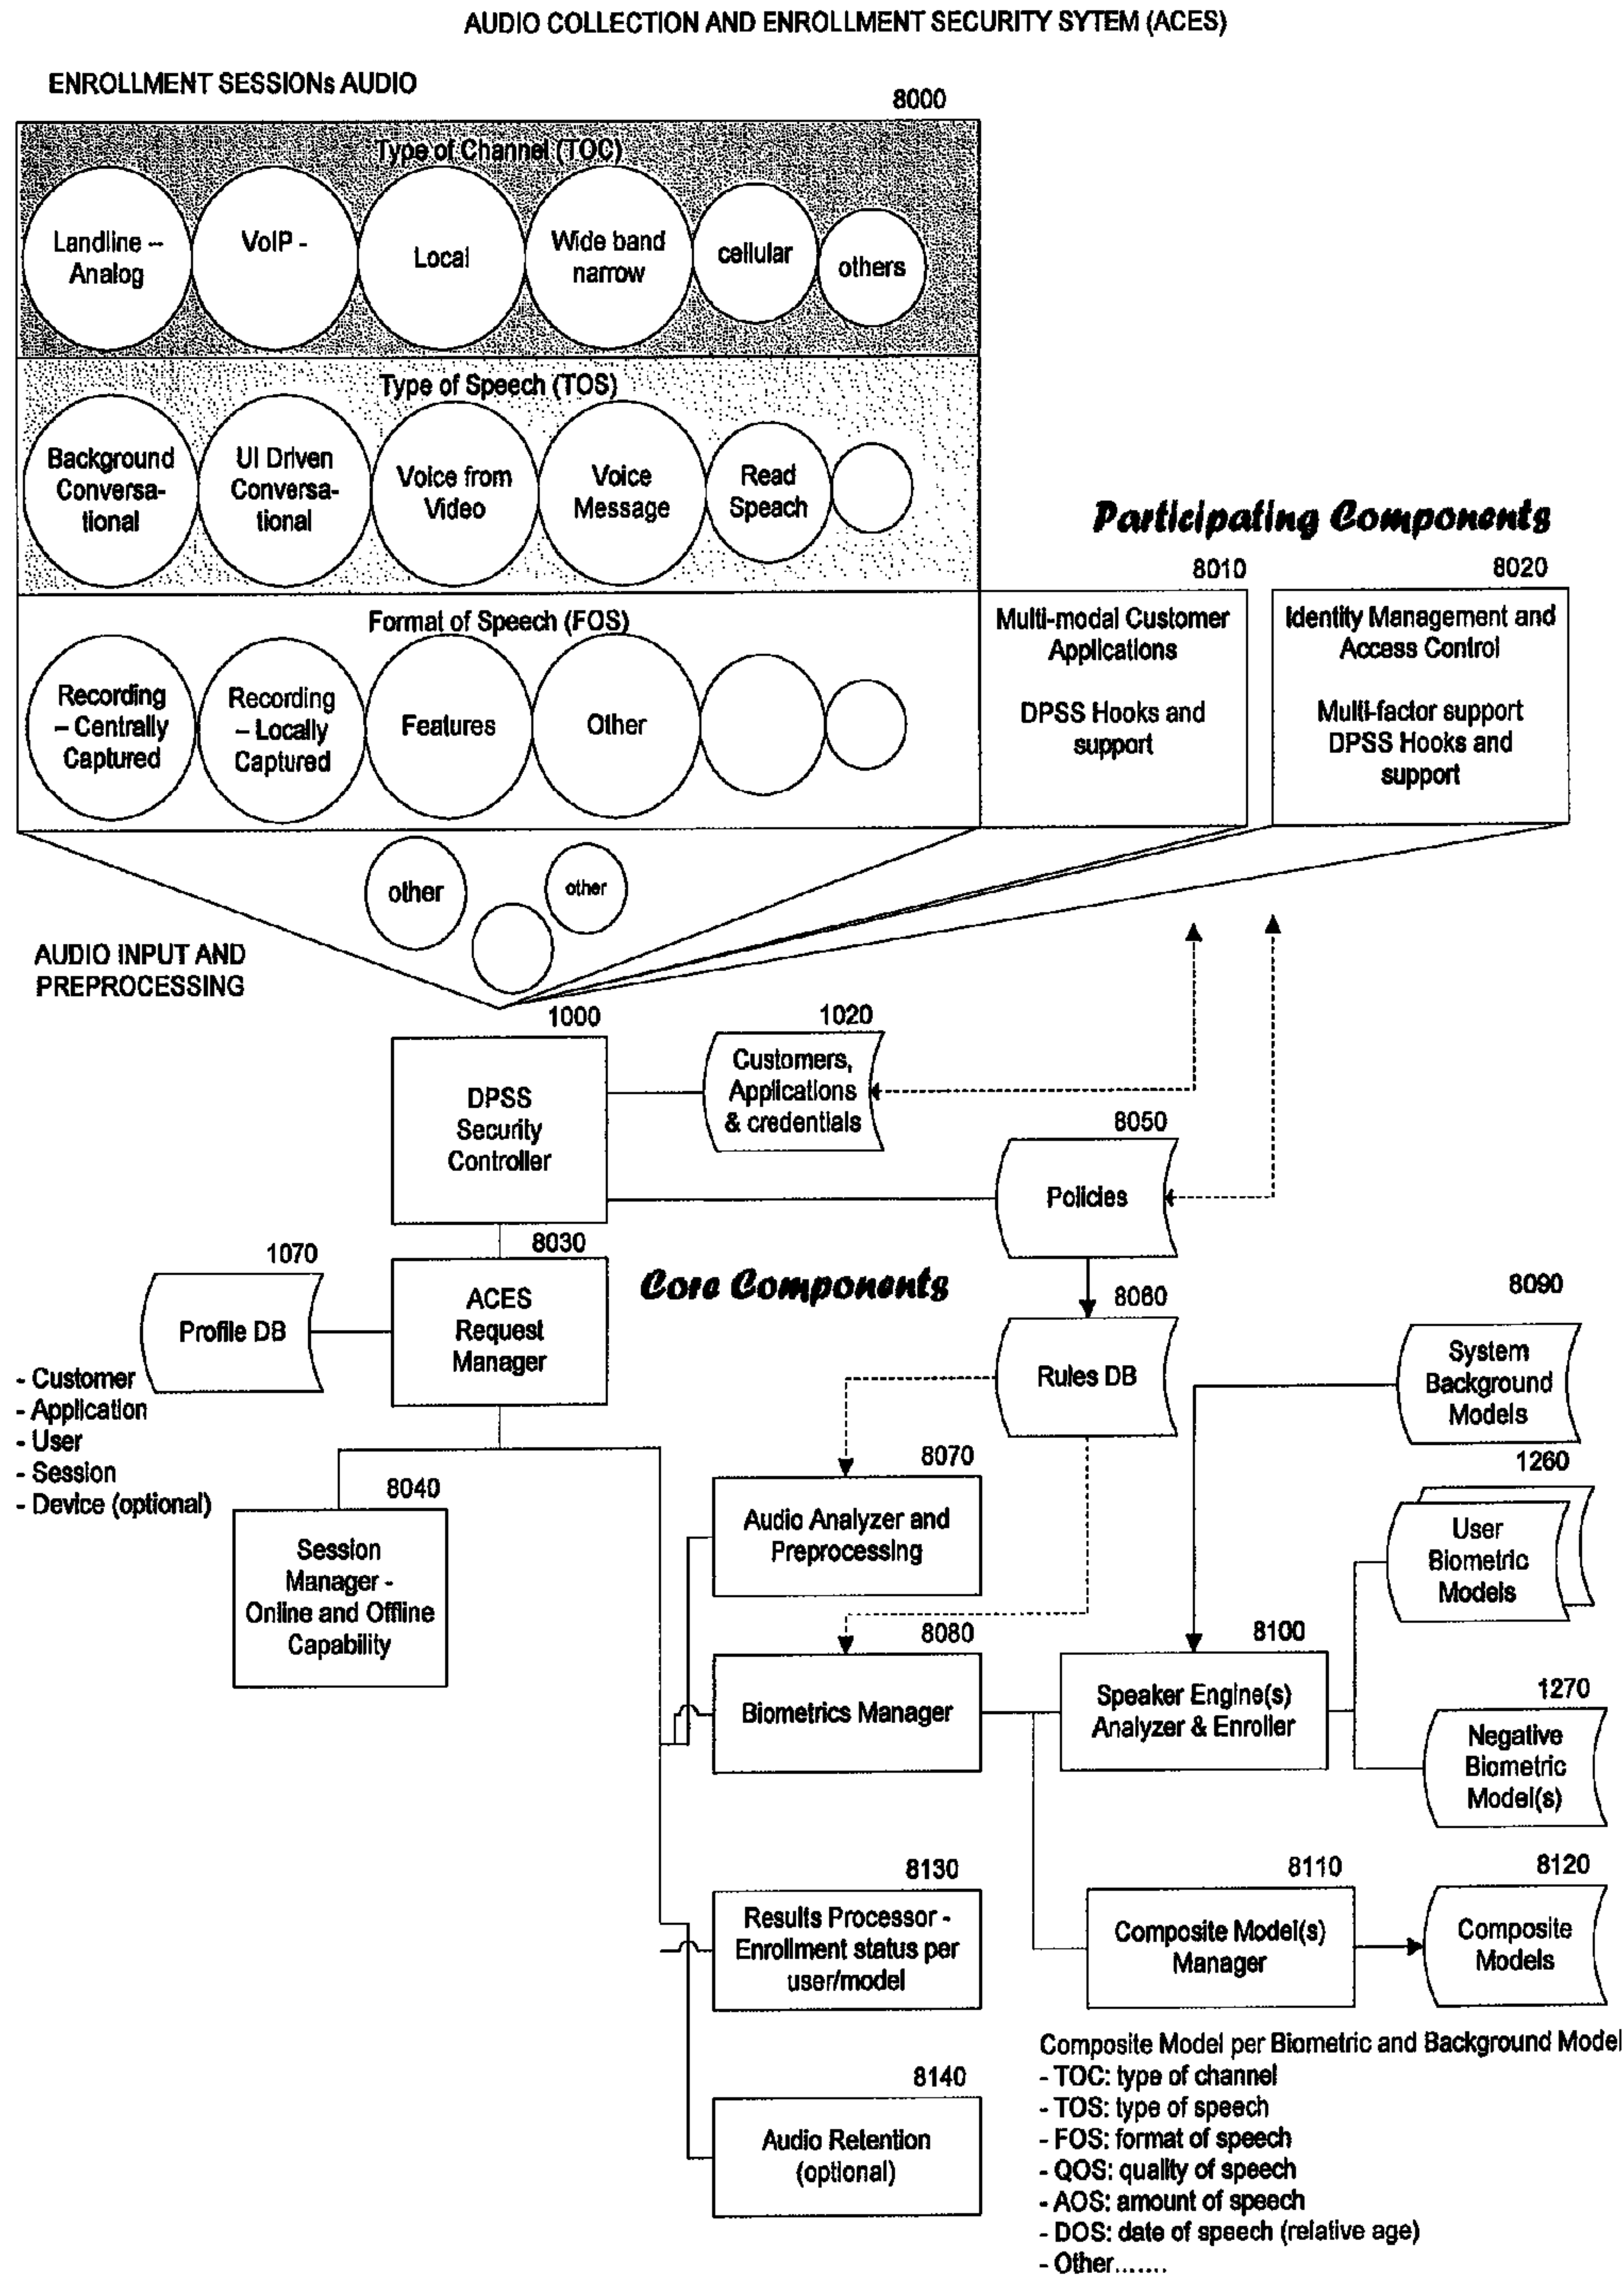 AUDIO COLLECTION AND ENROLLMENT SECURITY SYTEM (ACES)
ENROLLMENT SESSIONs AUDIO
8000
Type of Channel (TOC)
Landline –
Analog
VoIP -
Local
Wide band
narrow
cellular
others
Type of Speech (TOS)
Background
Conversa-
tional
UI Driven
Conversa-
tional
Voice from
Video
Voice
Message
Read
Speach
Participating Components
8010
8020
Format of Speech (FOS)
Recording
– Centrally
Captured
Recording
– Locally
Captured
Features
Other
Multi-modal Customer
Applications
DPSS Hooks and
support
Identity Management and
Access Control
Multi-factor support
DPSS Hooks and
support
other
other
AUDIO INPUT AND
PREPROCESSING
1000
DPSS
Security
Controller
1020
Customers,
Applications
& credentials
8050
Policies
1070
Profile DB
- Customer
- Application
- User
- Session
- Device (optional)
8030
ACES
Request
Manager
Core Components
8060
Rules DB
8090
System
Background
Models
8040
Session
Manager -
Online and Offline
Capability
8070
Audio Analyzer and
Preprocessing
1260
User
Biometric
Models
8080
Biometrics Manager
8100
Speaker Engine(s)
Analyzer & Enroller
1270
Negative
Biometric
Model(s)
8130
Results Processor -
Enrollment status per
user/model
8110
Composite Model(s)
Manager
8120
Composite
Models
8140
Audio Retention
(optional)
Composite Model per Biometric and Background Model
- TOC: type of channel
- TOS: type of speech
- FOS: format of speech
- QOS: quality of speech
- AOS: amount of speech
- DOS: date of speech (relative age)
- Other.......